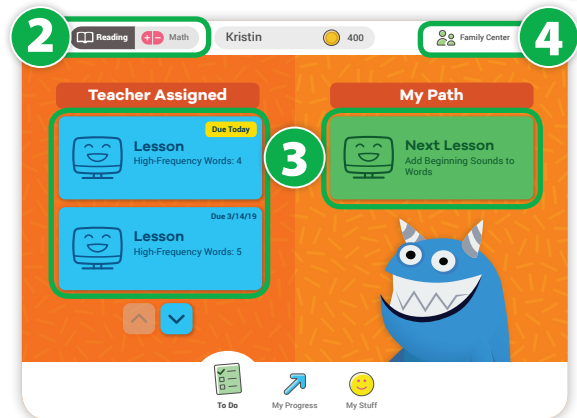 2
Reading
Math
Kristin
400
Family Center
4
Teacher Assigned
My Path
Due Today
Lesson
High-Frequency Words: 4
3
Next Lesson
Add Beginning Sounds to
Words
Due 3/14/19
Lesson
High-Frequency Words: 5
To Do
My Progress
My Stuff